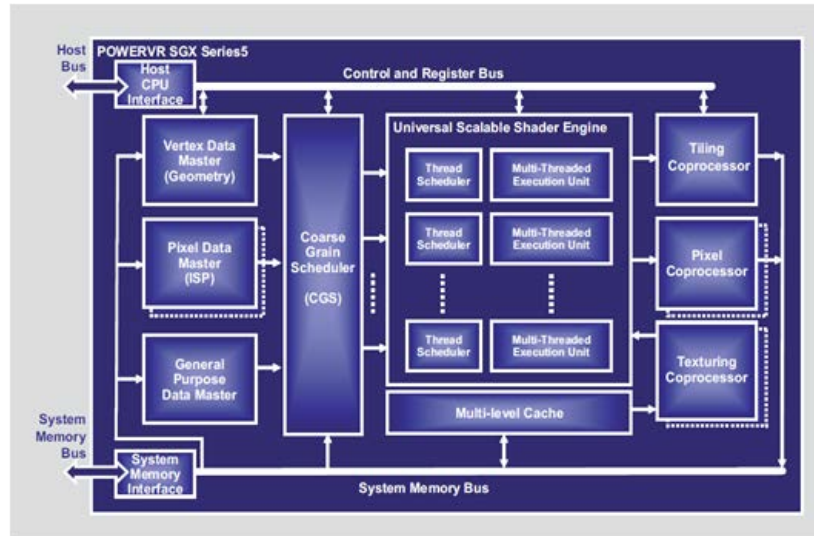 Host
Bus
POWERVR SGX Series5
Host
CPU
Interface
Control and Register Bus
Vertex Data
Master
(Geometry)
Pixel Data
Master
(ISP)
General
Purpose
Data Master
Coarse
Grain
Scheduler
(CGS)
Universal Scalable Shader Engine
Thread
Scheduler
Multi-Threaded
Execution Unit
Thread
Scheduler
Multi-Threaded
Execution Unit
Thread
Scheduler
Multi-Threaded
Execution Unit
Multi-level Cache
Tiling
Coprocessor
Pixel
Coprocessor
Texturing
Coprocessor
System
Memory
Bus
System
Memory
Interface
System Memory Bus